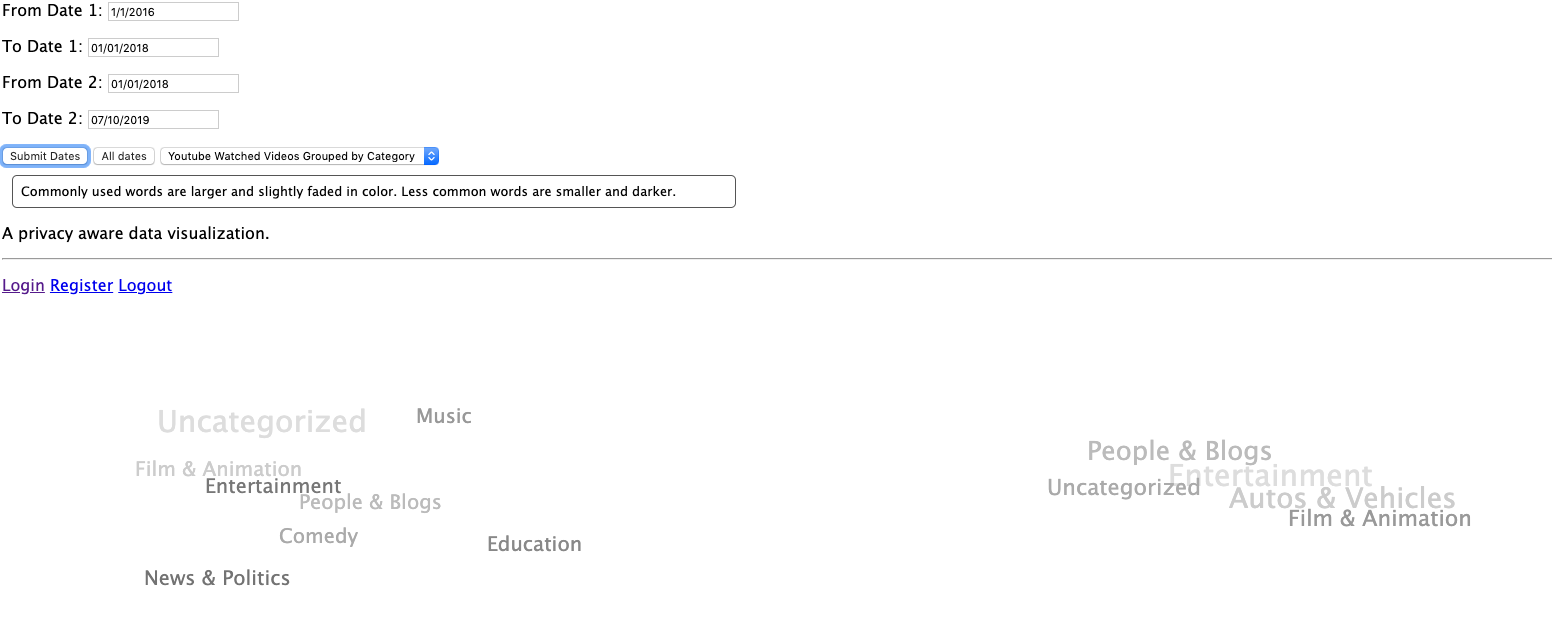 From Date 1: 1/1/2016
To Date 1: 01/01/2018
From Date 2: 01/01/2018
To Date 2: 07/10/2019
Submit Dates All dates Youtube Watched Videos Grouped by Category
Commonly used words are larger and slightly faded in color. Less common words are smaller and darker.
A privacy aware data visualization.
Login Register Logout
Uncategorized Music
Film & Animation
Entertainment
People & Blogs
Comedy
Education
News & Politics
People & Blogs
Entertainment
Uncategorized
Autos & Vehicles
Film & Animation